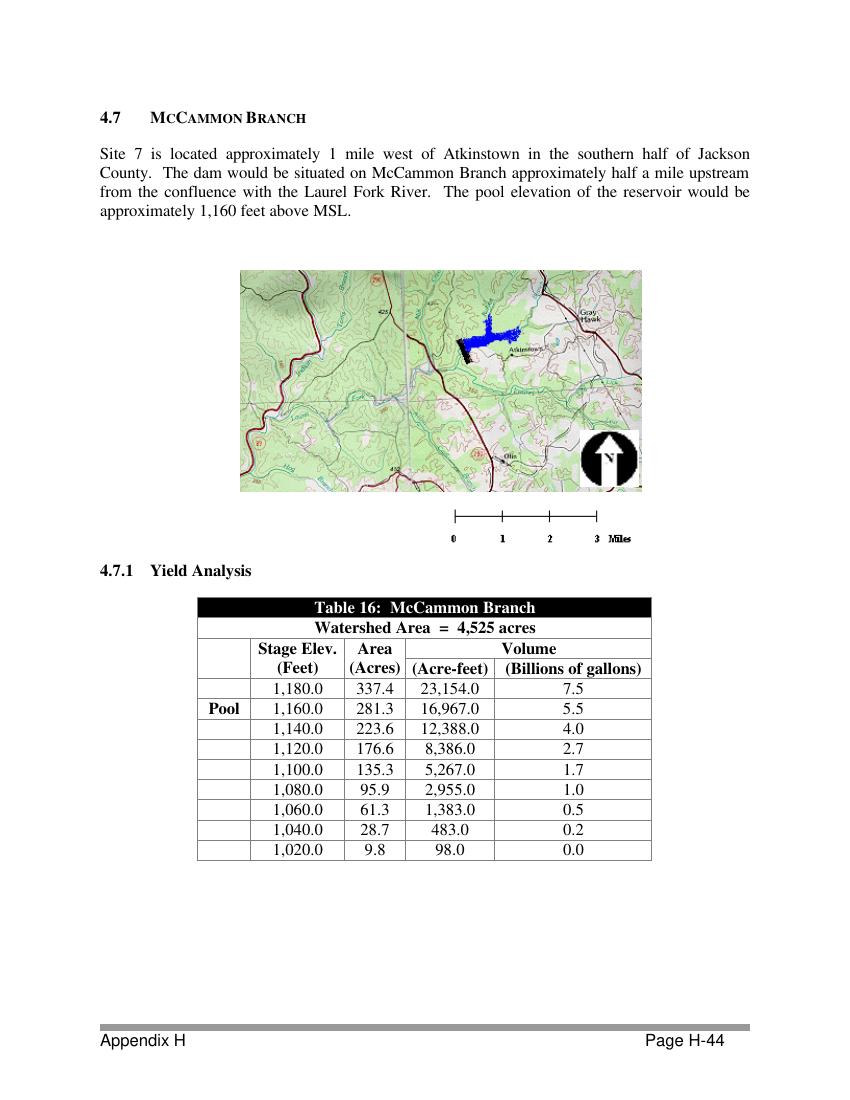 4.7 MCCAMMON BRANCH
Site 7 is located approximately 1 mile west of Atkinstown in the southern half of Jackson
County. The dam would be situated on McCammon Branch approximately half a mile upstream
from the confluence with the Laurel Fork River. The pool elevation of the reservoir would be
approximately 1,160 feet above MSL.
Gray
Hawk
Atkinstown
Laurel
Fork
Olin
Hog
N
0 1 2 3 Miles
4.7.1 Yield Analysis
Table 16: McCammon Branch
Watershed Area = 4,525 acres
Stage Elev. Area Volume
(Feet) (Acres) (Acre-feet) (Billions of gallons)
1,180.0 337.4 23,154.0 7.5
Pool 1,160.0 281.3 16,967.0 5.5
1,140.0 223.6 12,388.0 4.0
1,120.0 176.6 8,386.0 2.7
1,100.0 135.3 5,267.0 1.7
1,080.0 95.9 2,955.0 1.0
1,060.0 61.3 1,383.0 0.5
1,040.0 28.7 483.0 0.2
1,020.0 9.8 98.0 0.0
Appendix H Page H-44